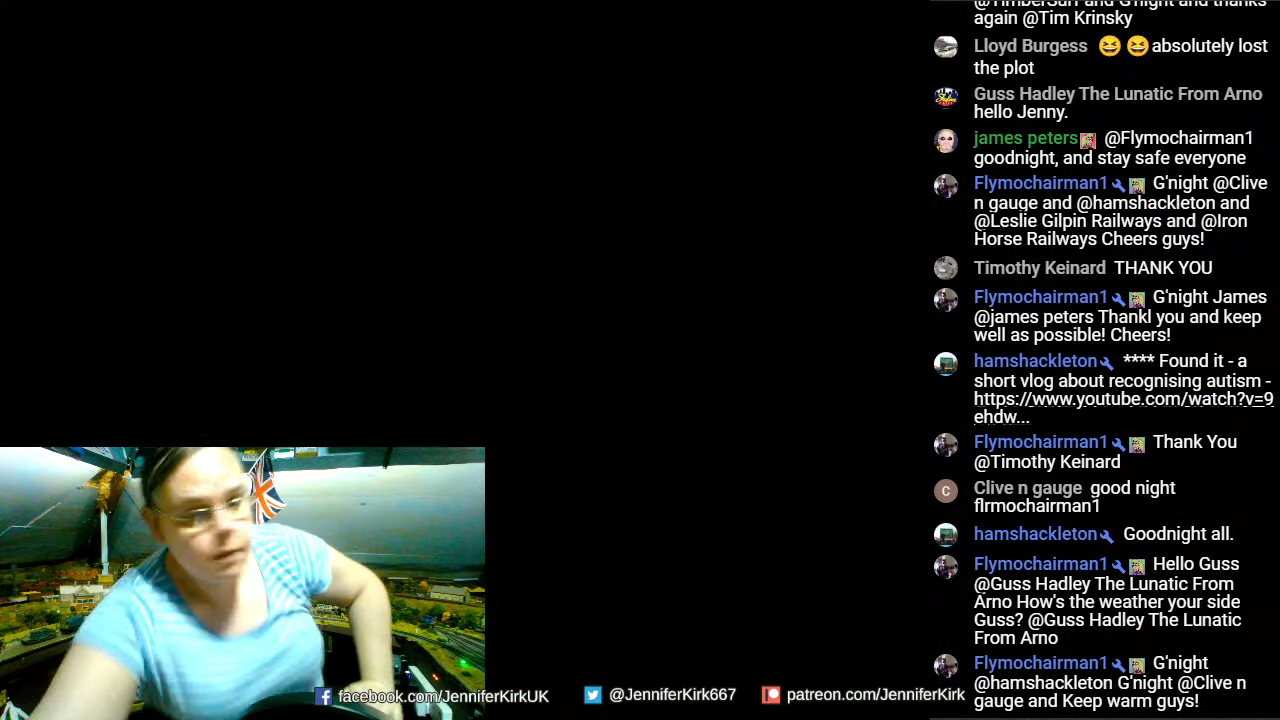 @TimberSurf and G'night and thanks
again @Tim Krinsky
Lloyd Burgess 😆😆absolutely lost
the plot
Guss Hadley The Lunatic From Arno
hello Jenny.
james peters @Flymochairman1
goodnight, and stay safe everyone
Flymochairman1 G'night @Clive
n gauge and @hamshackleton and
@Leslie Gilpin Railways and @Iron
Horse Railways Cheers guys!
Timothy Keinard THANK YOU
Flymochairman1 G'night James
@james peters Thankl you and keep
well as possible! Cheers!
hamshackleton **** Found it - a
short vlog about recognising autism -
https://www.youtube.com/watch?v=9
ehdw...
Flymochairman1 Thank You
@Timothy Keinard
C Clive n gauge good night
flrmochairman1
hamshackleton Goodnight all.
Flymochairman1 Hello Guss
@Guss Hadley The Lunatic From
Arno How's the weather your side
Guss? @Guss Hadley The Lunatic
From Arno
Flymochairman1 G'night
@hamshackleton G'night @Clive n
gauge and Keep warm guys!
facebook.com/JenniferKirkUK @JenniferKirk667 patreon.com/JenniferKirk